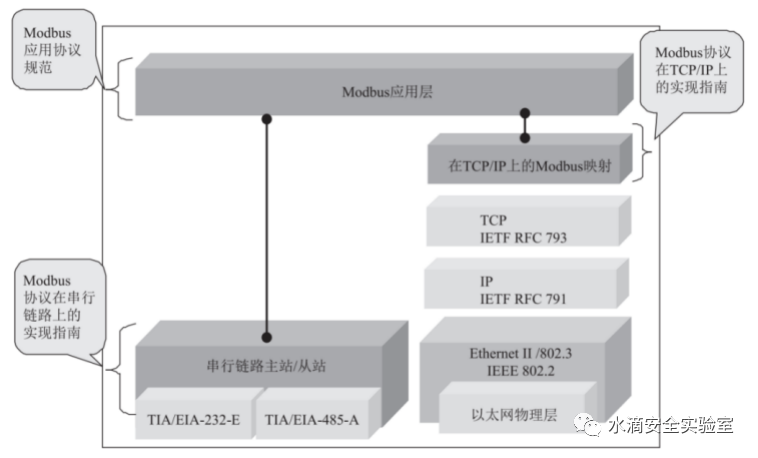 Modbus
应用协议
规范
Modbus协议
在TCP/IP上
的实现指南
Modbus应用层
在TCP/IP上的Modbus映射
TCP
IETF RFC 793
IP
IETF RFC 791
Modbus
协议在串行
链路上的
实现指南
串行链路主站/从站
TIA/EIA-232-E
TIA/EIA-485-A
Ethernet II /802.3
IEEE 802.2
以太网物理层
水滴安全实验室